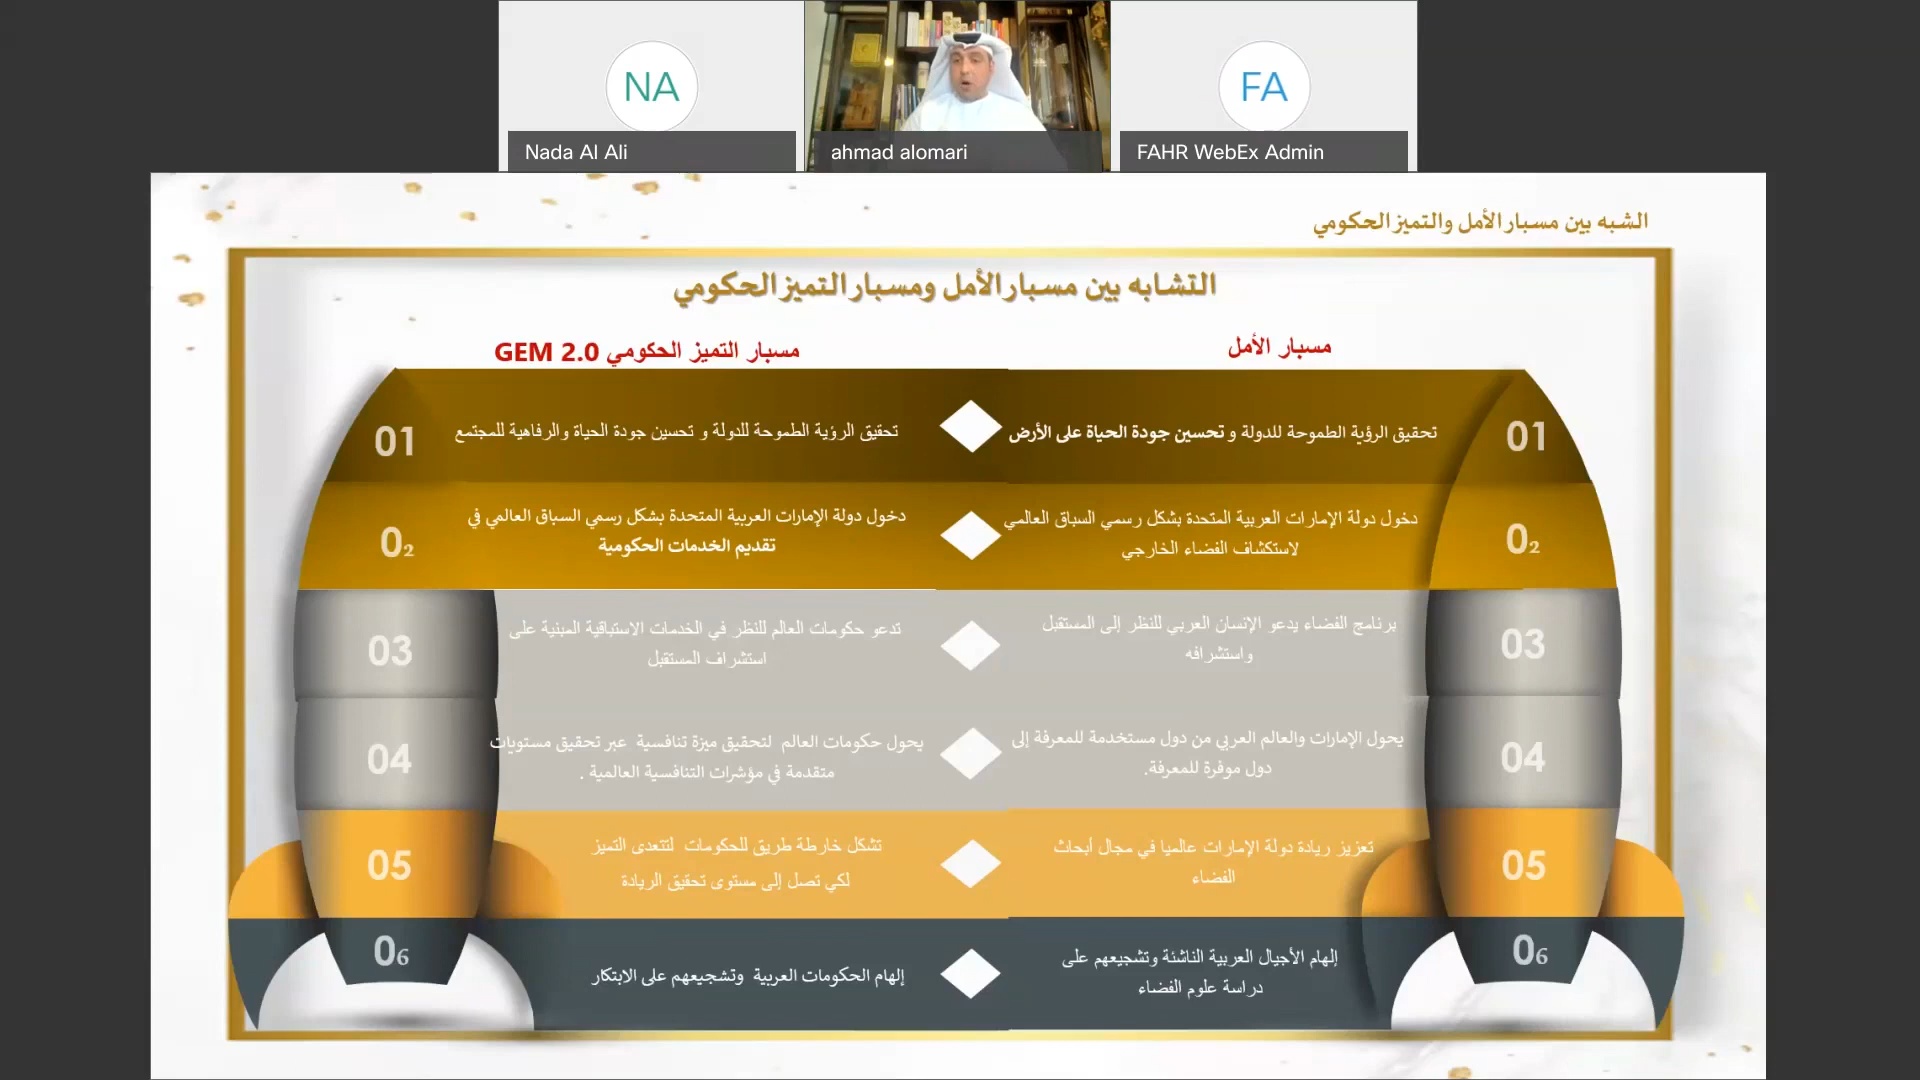 NA
Nada Al Ali
ahmad alomari
FA
FAHR WebEx Admin
الشبه بين مسبار الأمل والتميز الحكومي
التشابه بين مسبار الأمل ومسبار التميز الحكومي
مسبار الأمل
مسبار التميز الحكومي GEM 2.0
01
تحقيق الرؤية الطموحة للدولة و تحسين جودة الحياة على الأرض
تحقيق الرؤية الطموحة للدولة و تحسين جودة الحياة والرفاهية للمجتمع
01
02
دخول دولة الإمارات العربية المتحدة بشكل رسمي السباق العالمي
لاستكشاف الفضاء الخارجي
دخول دولة الإمارات العربية المتحدة بشكل رسمي السباق العالمي في
تقديم الخدمات الحكومية
02
03
برنامج الفضاء يدعو الإنسان العربي للنظر إلى المستقبل
واستشرافه
تدعو حكومات العالم للنظر في الخدمات الاستباقية المبنية على
استشراف المستقبل
03
04
يحول الإمارات والعالم العربي من دول مستخدمة للمعرفة إلى
دول موفرة للمعرفة.
يحول حكومات العالم لتحقيق ميزة تنافسية عبر تحقيق مستويات
متقدمة في مؤشرات التنافسية العالمية .
04
05
تعزيز ريادة دولة الإمارات عالميا في مجال أبحاث
الفضاء
تشكل خارطة طريق للحكومات لتتعدى التميز
لكي تصل إلى مستوى تحقيق الريادة
05
06
إلهام الأجيال العربية الناشئة وتشجيعهم على
دراسة علوم الفضاء
إلهام الحكومات العربية وتشجيعهم على الابتكار
06